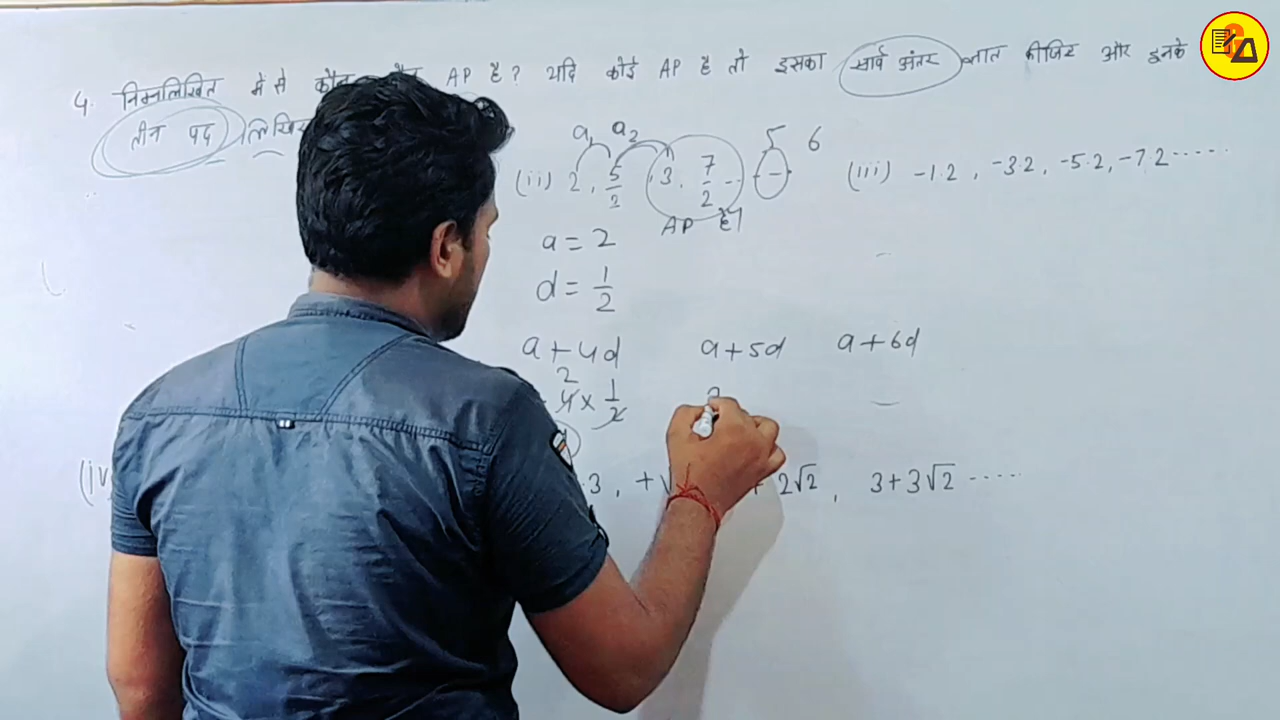 4. निम्नलिखित में से AP है ? यदि कोई AP है तो इसका सार्व अंतर ज्ञात कीजिए और इनके
तीन पद लिखिए
a₁ a₂ 5 6
(ii) 2, 5/2, 3, 7/2 - - - -
(iii) -1.2, -3.2, -5.2, -7.2 .....
AP है।
a = 2
d = 1/2
a + 4d a + 5d a + 6d
2
4 × 1/2
(iv) 3, + √ + 2√2, 3 + 3√2 .....